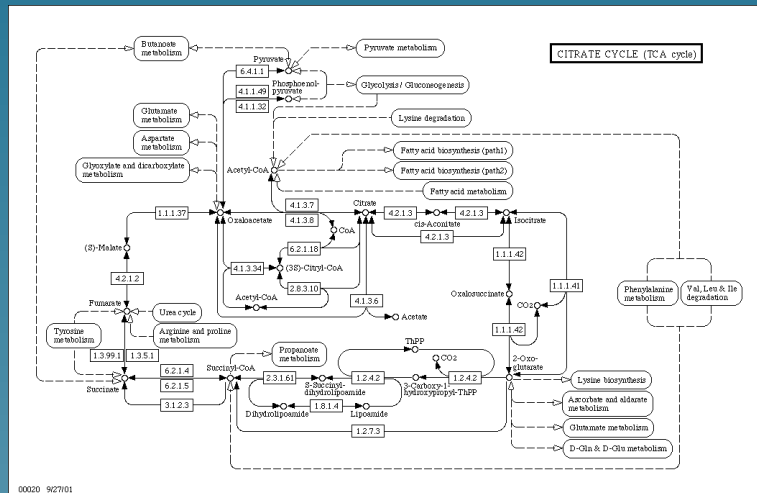 Butanoate
metabolism
Pyruvate
Pyruvate metabolism
CITRATE CYCLE (TCA cycle)
6.4.1.1
Phosphoenol-
pyruvate
4.1.1.49
4.1.1.32
Glycolysis / Gluconeogenesis
Glutamate
metabolism
Lysine degradation
Aspartate
metabolism
Fatty acid biosynthesis (path1)
Glyoxylate and dicarboxylate
metabolism
Acetyl-CoA
Fatty acid biosynthesis (path2)
Fatty acid metabolism
1.1.1.37
Oxaloacetate
4.1.3.7
4.1.3.8
Citrate
4.2.1.3
cis-Aconitate
4.2.1.3
Isocitrate
4.2.1.3
CoA
(S)-Malate
6.2.1.18
1.1.1.42
4.1.3.34
(3S)-Citryl-CoA
4.2.1.2
2.8.3.10
1.1.1.41
Acetyl-CoA
4.1.3.6
Oxalosuccinate
Phenylalanine
metabolism
Val, Leu & Ile
degradation
Fumarate
Urea cycle
Acetate
CO2
Tyrosine
metabolism
Arginine and proline
metabolism
1.1.1.42
ThPP
1.3.99.1
1.3.5.1
Propanoate
metabolism
CO2
2-Oxo-
glutarate
6.2.1.4
6.2.1.5
Succinyl-CoA
2.3.1.61
S-Succinyl-
dihydrolipoamide
1.2.4.2
3-Carboxy-1-
hydroxypropyl-ThPP
1.2.4.2
Lysine biosynthesis
Succinate
3.1.2.3
Dihydrolipoamide
1.8.1.4
Lipoamide
Ascorbate and aldarate
metabolism
1.2.7.3
Glutamate metabolism
D-Gln & D-Glu metabolism
00020 9/27/01